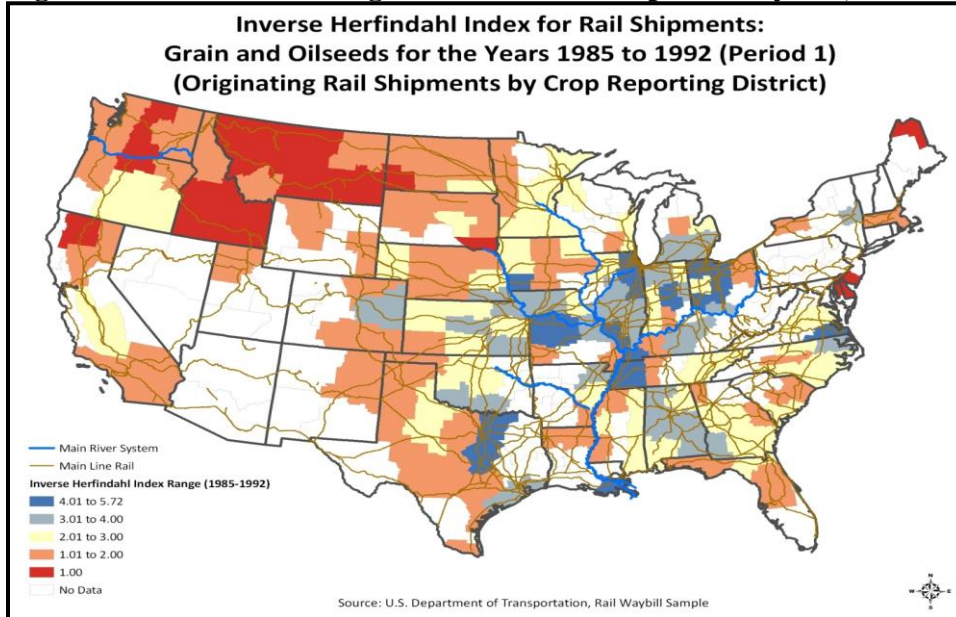 Inverse Herfindahl Index for Rail Shipments:
Grain and Oilseeds for the Years 1985 to 1992 (Period 1)
(Originating Rail Shipments by Crop Reporting District)
Main River System
Main Line Rail
Inverse Herfindahl Index Range (1985-1992)
4.01 to 5.72
3.01 to 4.00
2.01 to 3.00
1.01 to 2.00
1.00
No Data
Source: U.S. Department of Transportation, Rail Waybill Sample
N
W
E
S